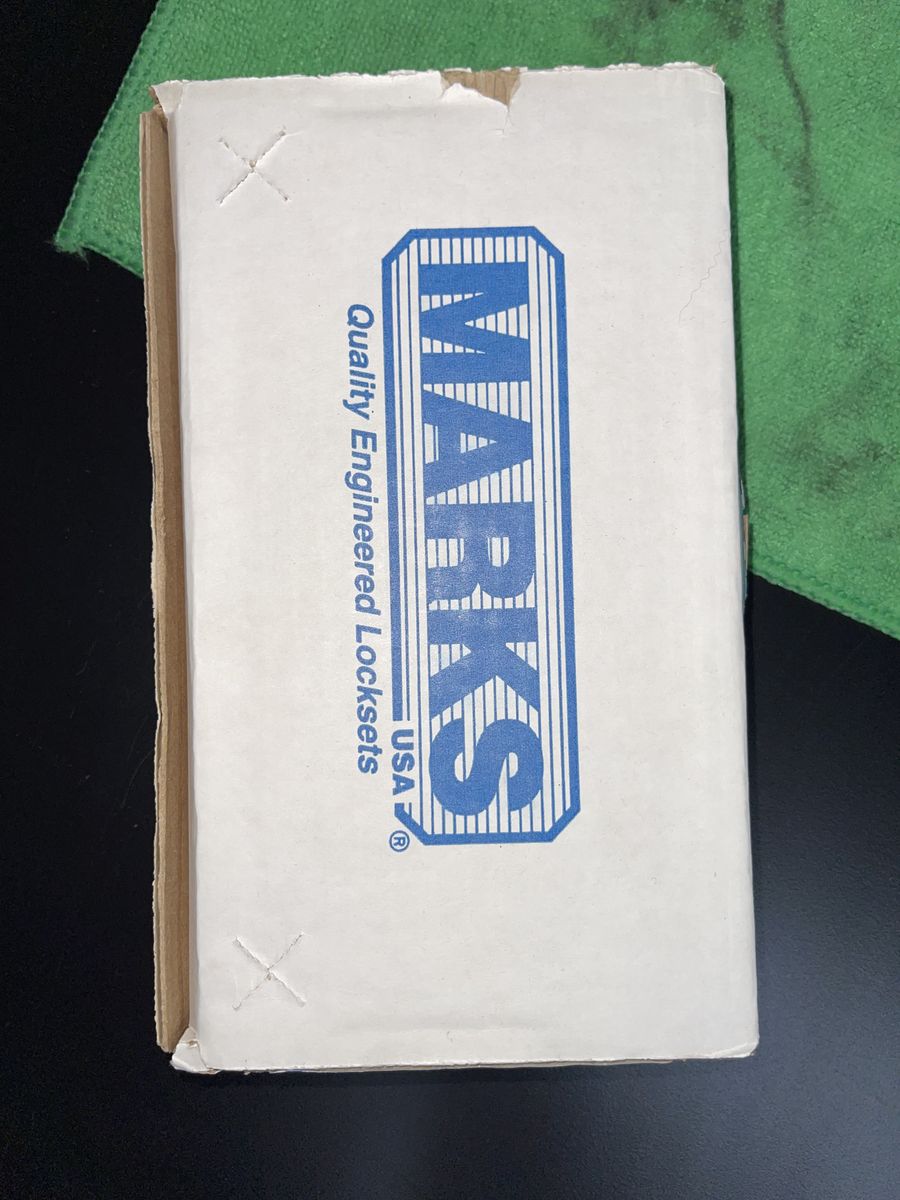 MARKS
USA ®
Quality Engineered Locksets